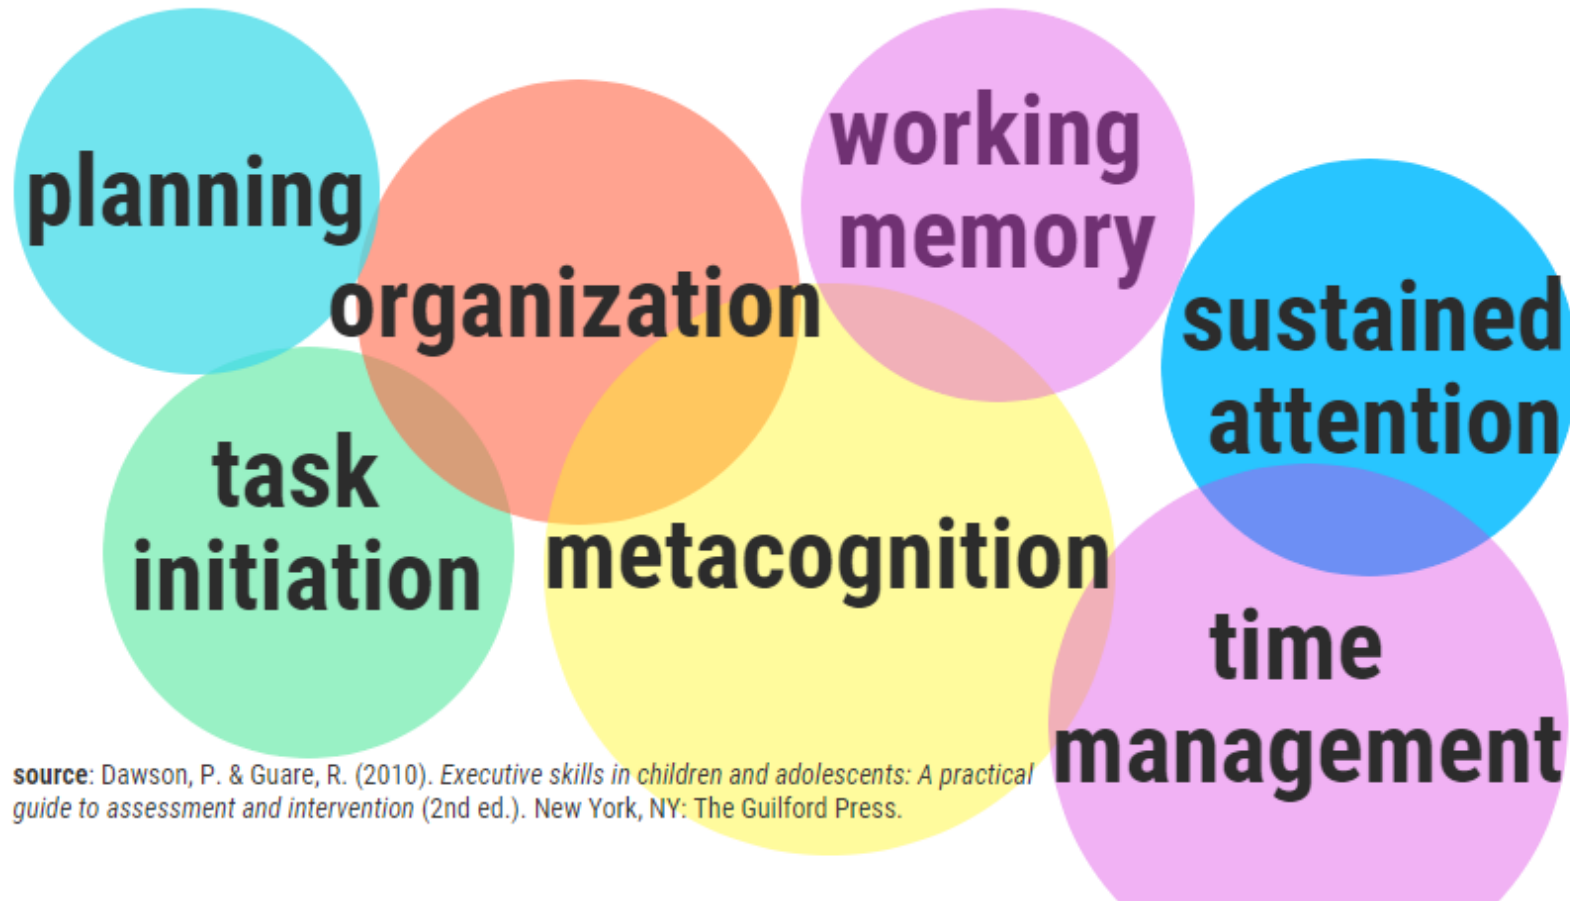 planning
organization
working
memory
sustained
attention
task
initiation
metacognition
time
management
source: Dawson, P. & Guare, R. (2010). Executive skills in children and adolescents: A practical
guide to assessment and intervention (2nd ed.). New York, NY: The Guilford Press.